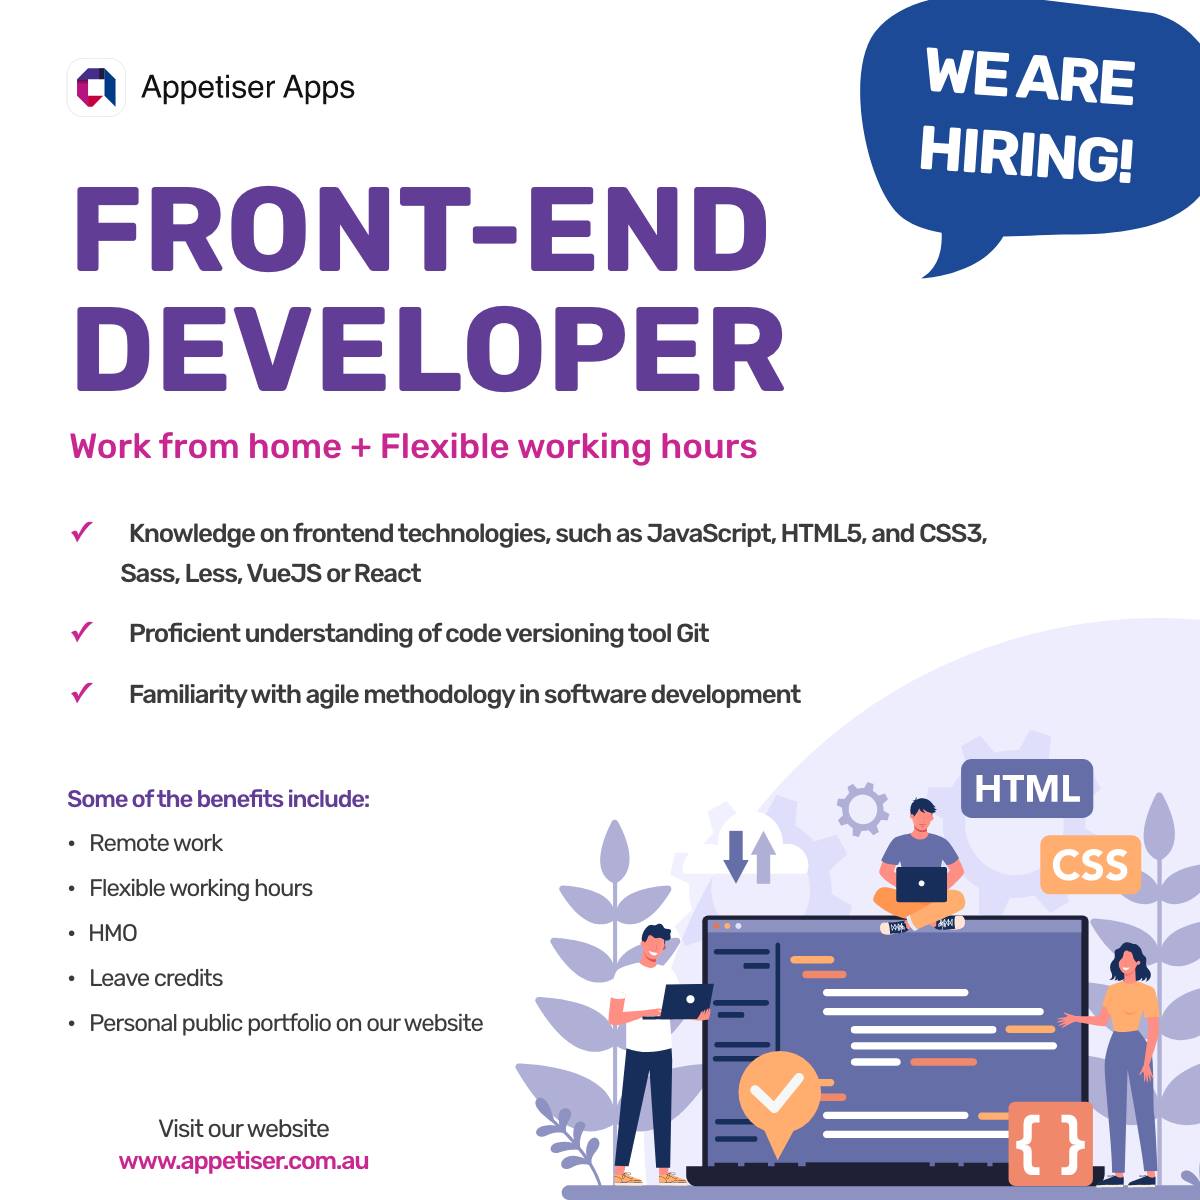 Appetiser Apps
WE ARE
HIRING!
FRONT-END
DEVELOPER
Work from home + Flexible working hours
✓ Knowledge on frontend technologies, such as JavaScript, HTML5, and CSS3,
Sass, Less, VueJS or React
✓ Proficient understanding of code versioning tool Git
✓ Familiarity with agile methodology in software development
Some of the benefits include:
• Remote work
• Flexible working hours
• HMO
• Leave credits
• Personal public portfolio on our website
HTML
CSS
{ }
Visit our website
www.appetiser.com.au